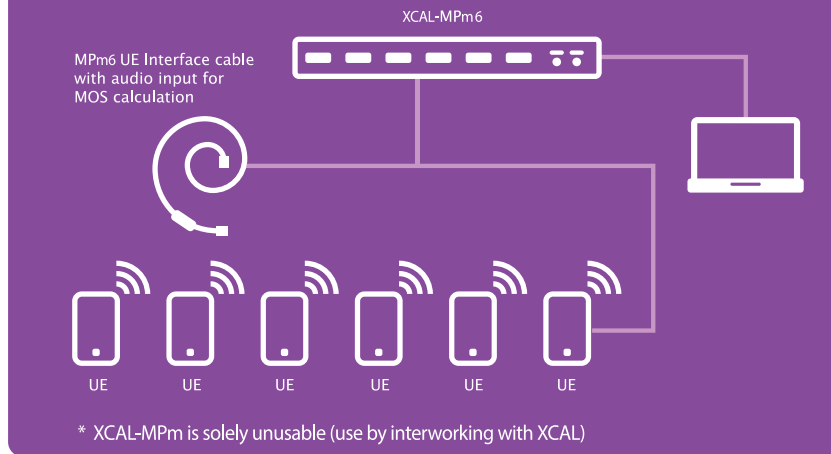 XCAL-MPm6
MPm6 UE Interface cable
with audio input for
MOS calculation
UE UE UE UE UE UE
* XCAL-MPm is solely unusable (use by interworking with XCAL)